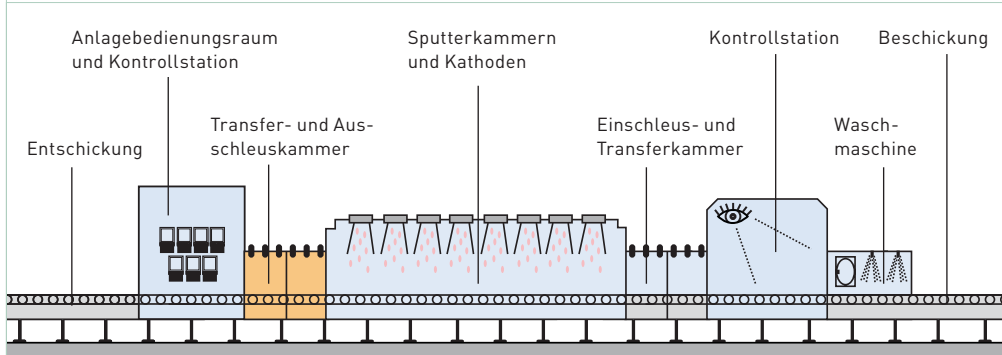 Anlagebedienungsraum
und Kontrollstation
Sputterkammern
und Kathoden
Kontrollstation
Beschickung
Entschickung
Transfer- und Aus-
schleuskammer
Einschleus- und
Transferkammer
Wasch-
maschine